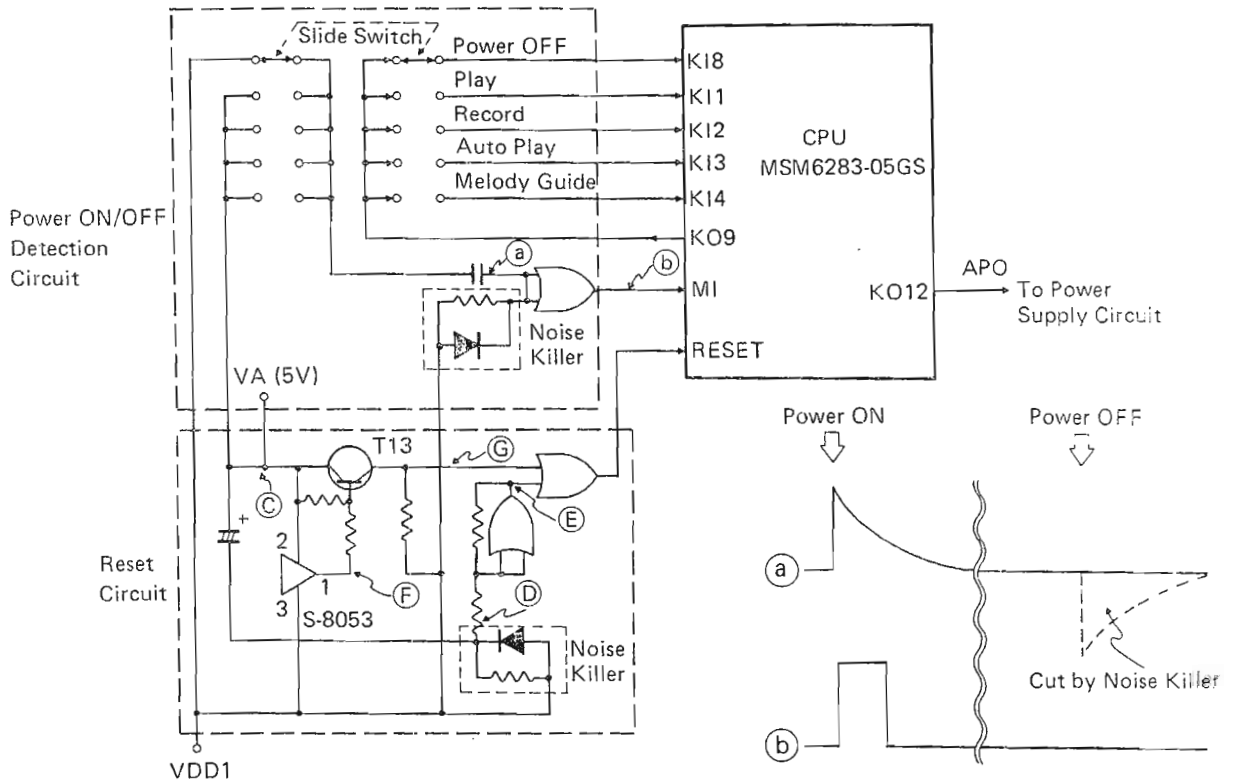 Slide Switch
Power OFF
Play
Record
Auto Play
Melody Guide
KI8
KI1
KI2
KI3
KI4
KO9
MI
RESET
CPU
MSM6283-05GS
KO12
APO
To Power
Supply Circuit
Power ON/OFF
Detection
Circuit
a
b
Noise
Killer
VA (5V)
T13
G
C
E
+
2
1
3
F
D
S-8053
Reset
Circuit
Noise
Killer
VDD1
Power ON
Power OFF
a
Cut by Noise Killer
b